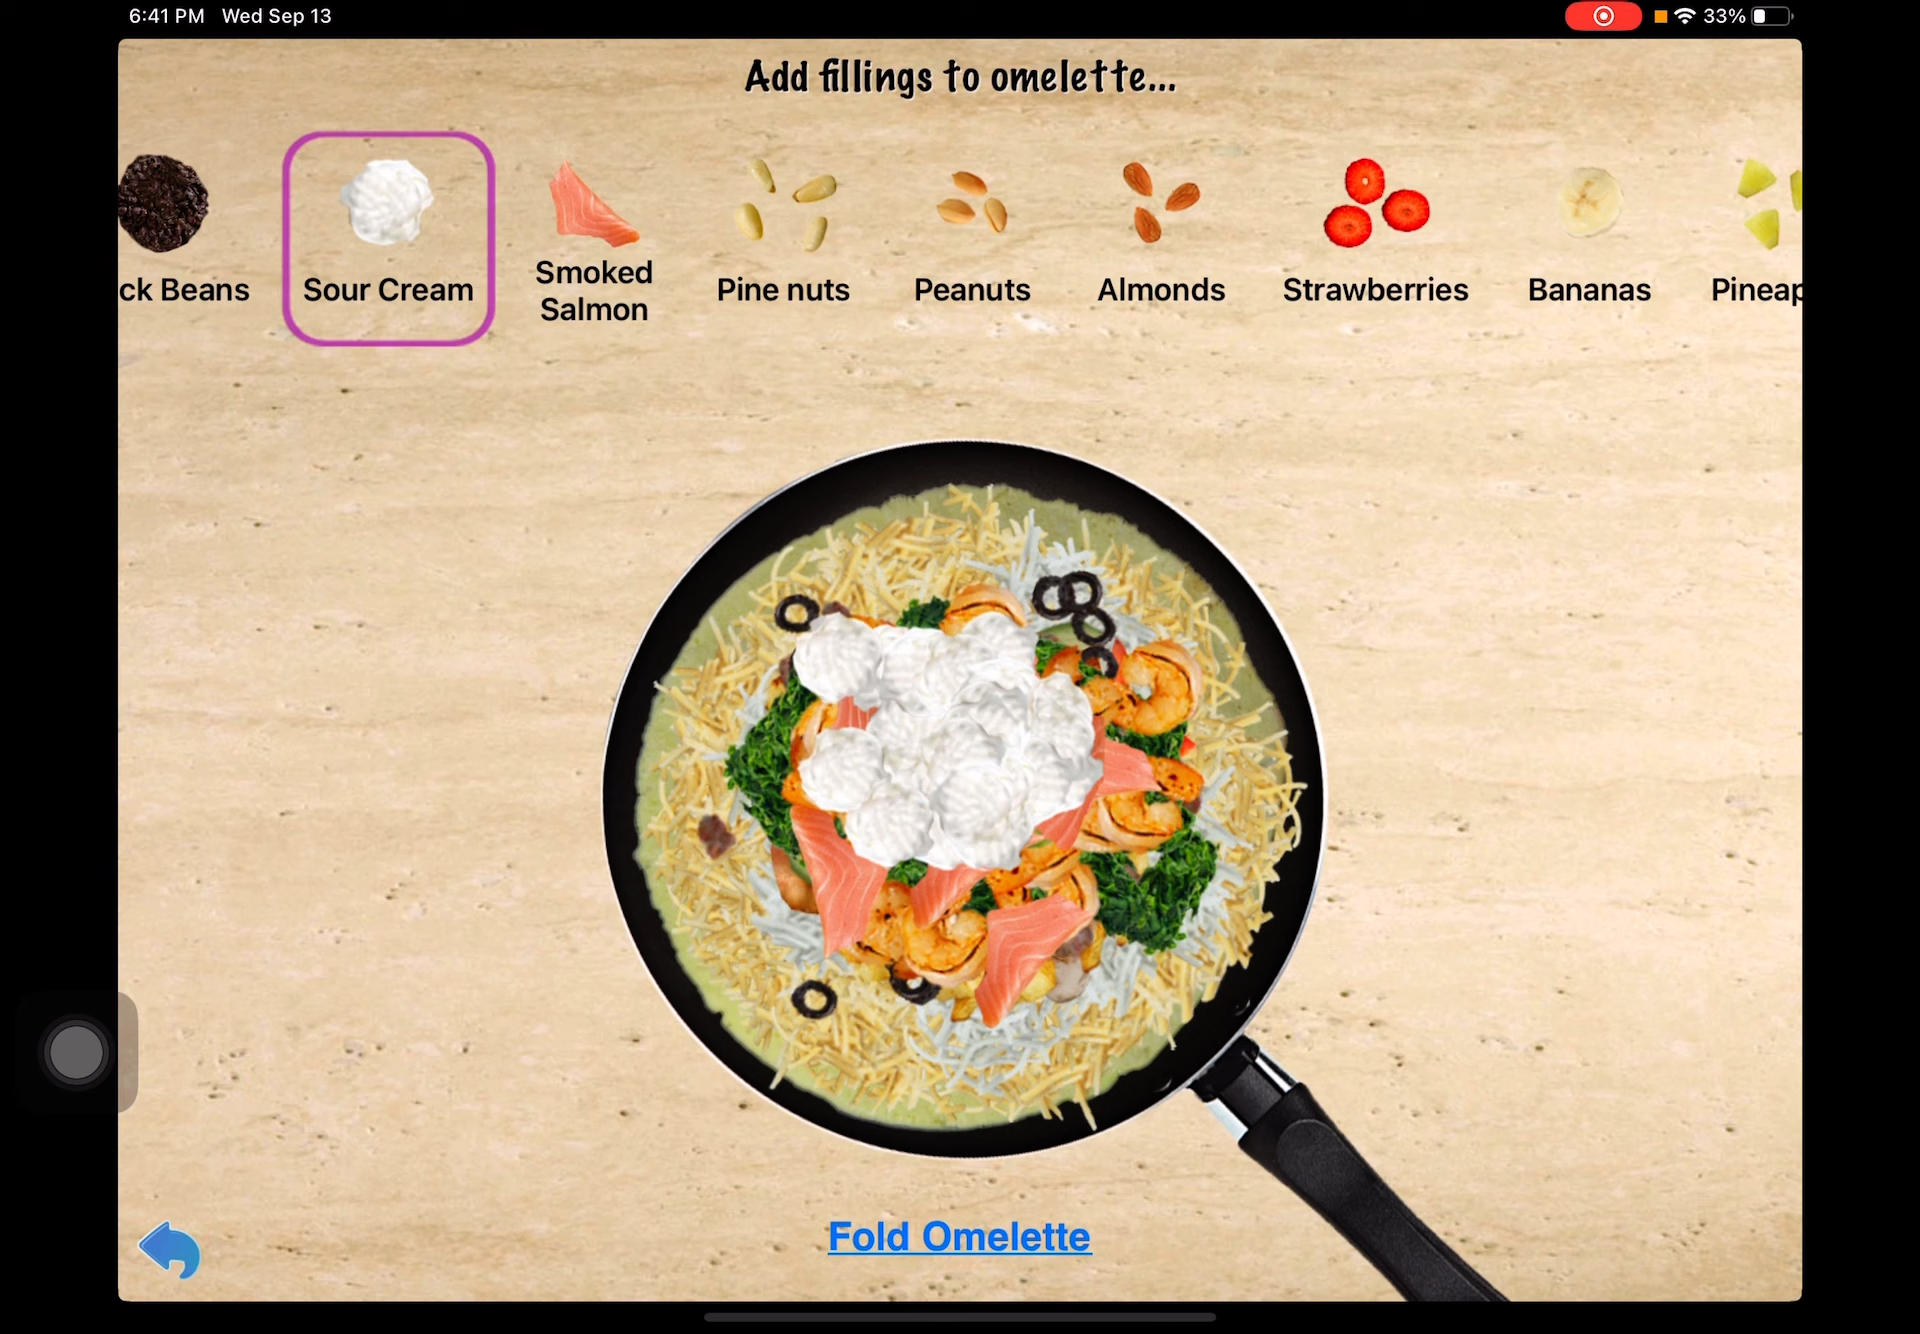 6:41 PM Wed Sep 13
33%
Add fillings to omelette...
ck Beans
Sour Cream
Smoked
Salmon
Pine nuts
Peanuts
Almonds
Strawberries
Bananas
Pineap
Fold Omelette